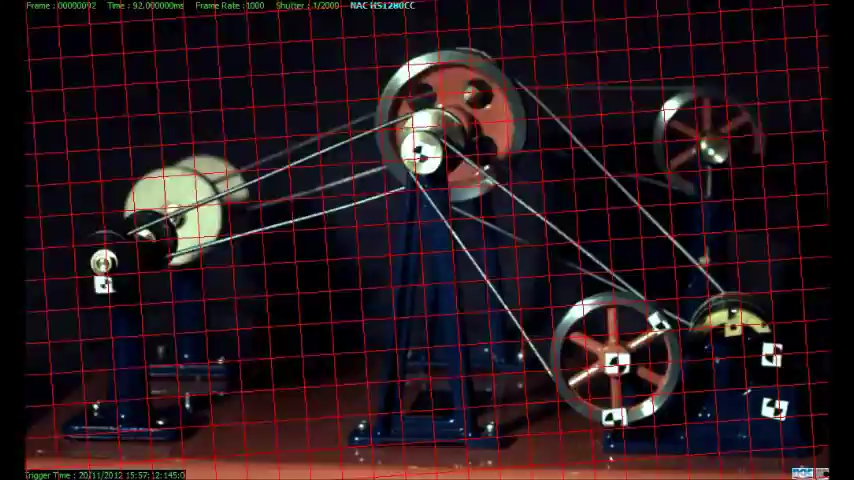 Frame : 00000092 Time : 92.000000ms Frame Rate : 1000 Shutter : 1/2000 NAC HS1280CC
Trigger Time : 20/11/2012 15:57:12:145:0
nac